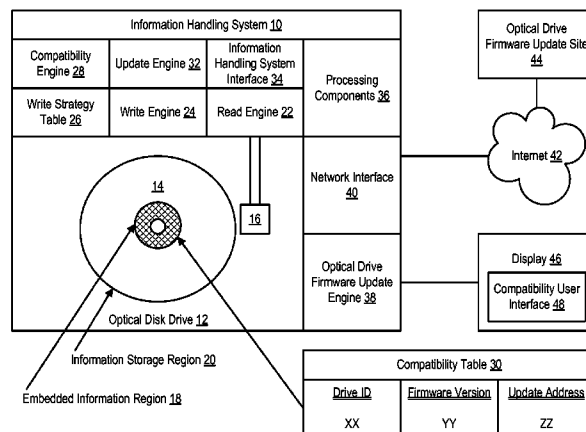 Information Handling System 10
Compatibility
Engine 28
Update Engine 32
Information
Handling System
Interface 34
Processing
Components
36
Write Strategy
Table 26
Write Engine 24
Read Engine 22
14
16
Optical Disk Drive 12
Network Interface
40
Optical Drive
Firmware Update
Engine 38
Optical Drive
Firmware Update Site
44
Internet 42
Display 46
Compatibility User
Interface
48
Information Storage Region 20
Embedded Information Region 18
Compatibility Table 30
Drive ID Firmware Version Update Address
XX YY ZZ